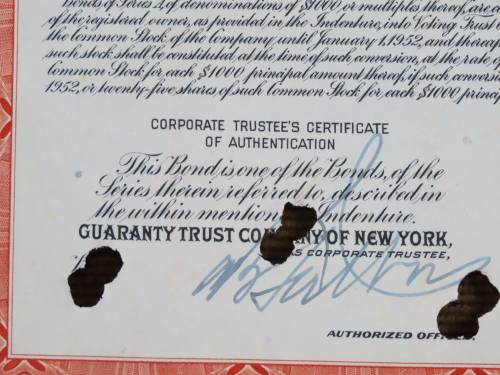 Bonds of Series A, of denominations of $1000 or multiples thereof, are
of the registered owner, as provided in the Indenture, into Voting Trust
the Common Stock of the Company until January 1, 1952, and thereaf
such stock shall be constituted at the time of such conversion, at the rate of
Common Stock for each $1000 principal amount thereof, if such conversion
1952, or twenty-five shares of such Common Stock for each $1000 princip
CORPORATE TRUSTEE'S CERTIFICATE
OF AUTHENTICATION
This Bond is one of the Bonds, of the
Series therein referred to, described in
the within mention Indenture.
GUARANTY TRUST COMPANY OF NEW YORK,
AS CORPORATE TRUSTEE,
AUTHORIZED OFFICER.